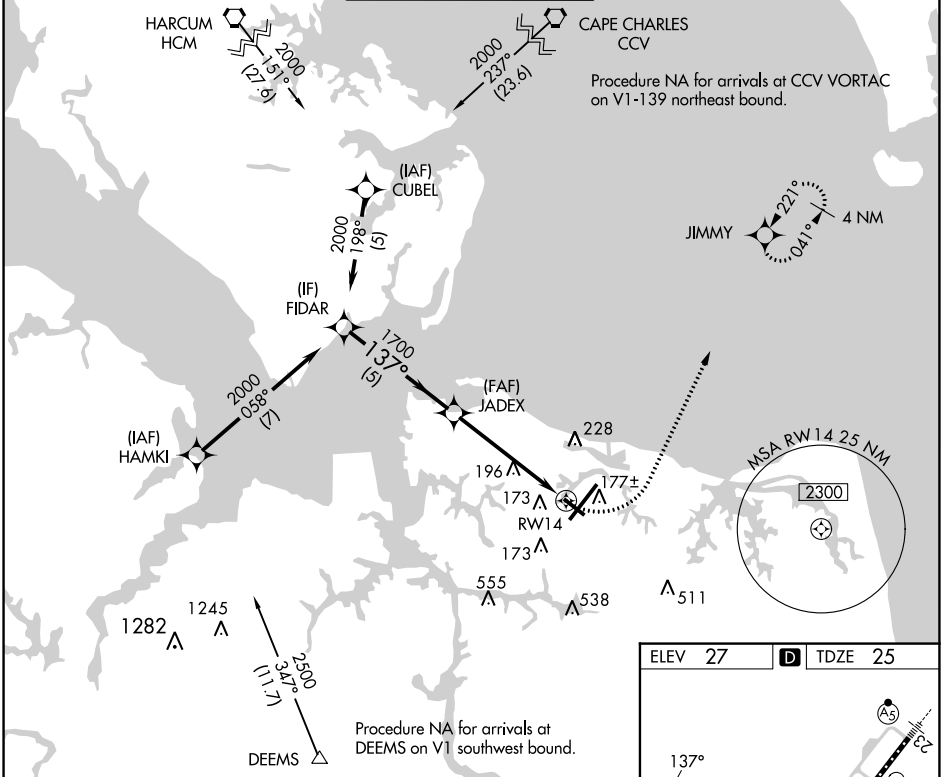 HARCUM
HCM
2000
151°
(27.6)
CAPE CHARLES
CCV
2000
237°
(23.6)
Procedure NA for arrivals at CCV VORTAC
on V1-139 northeast bound.
(IAF)
CUBEL
2000
198°
(5)
JIMMY
221°
041°
4 NM
(IF)
FIDAR
1700
137°
(5)
2000
058°
(7)
(FAF)
JADEX
(IAF)
HAMKI
228
196
177±
173
RW14
173
MSA RW14 25 NM
2300
555
538
511
1245
1282
2500
347°
(11.7)
DEEMS
Procedure NA for arrivals at
DEEMS on V1 southwest bound.
ELEV 27
D
TDZE 25
A5
23
137°